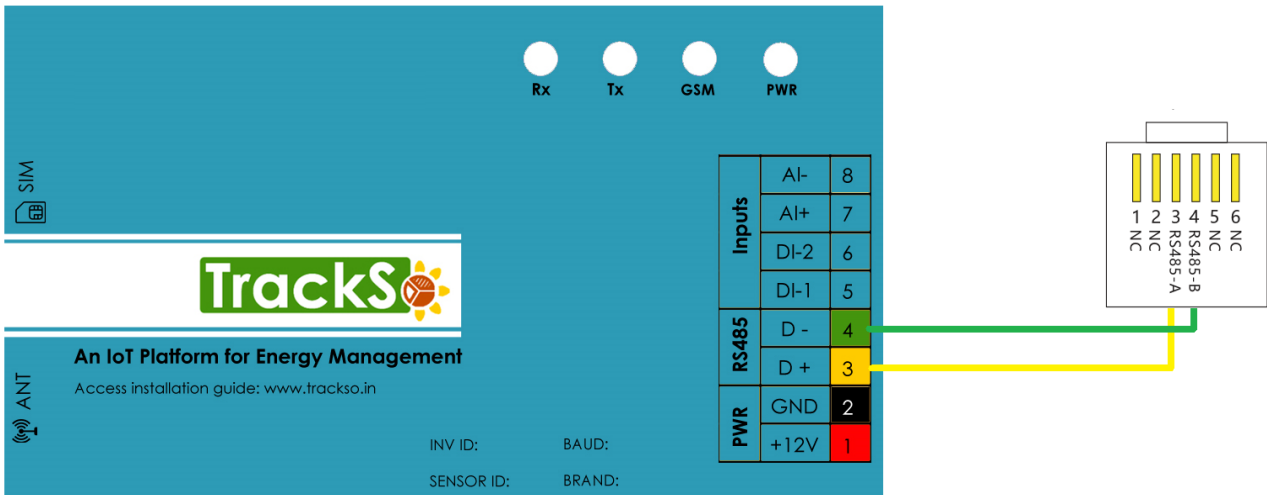 Rx Tx GSM PWR
SIM
TrackSo
An IoT Platform for Energy Management
Access installation guide: www.trackso.in
ANT
INV ID: BAUD:
SENSOR ID: BRAND:
Inputs
AI- 8
AI+ 7
DI-2 6
DI-1 5
RS485
D - 4
D + 3
PWR
GND 2
+12V 1
1 NC
2 NC
3 RS485-A
4 RS485-B
5 NC
6 NC